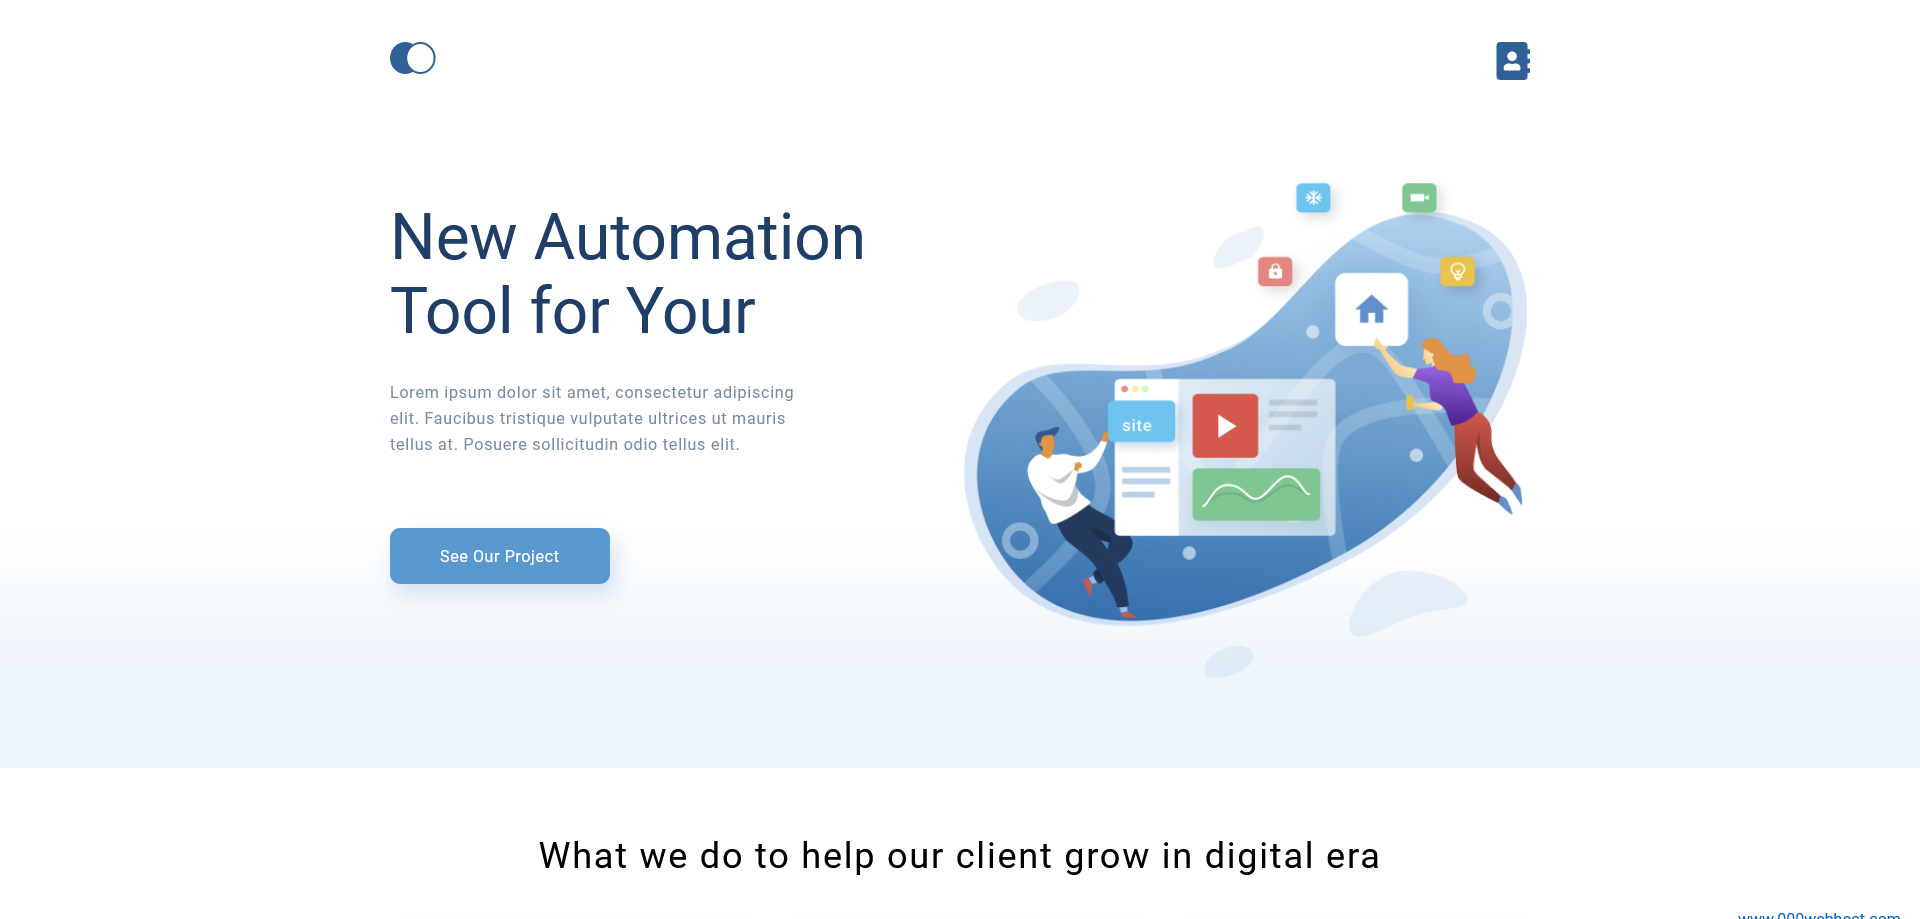 New Automation
Tool for Your
Lorem ipsum dolor sit amet, consectetur adipiscing
elit. Faucibus tristique vulputate ultrices ut mauris
tellus at. Posuere sollicitudin odio tellus elit.
site
See Our Project
What we do to help our client grow in digital era
www.000webhost.com